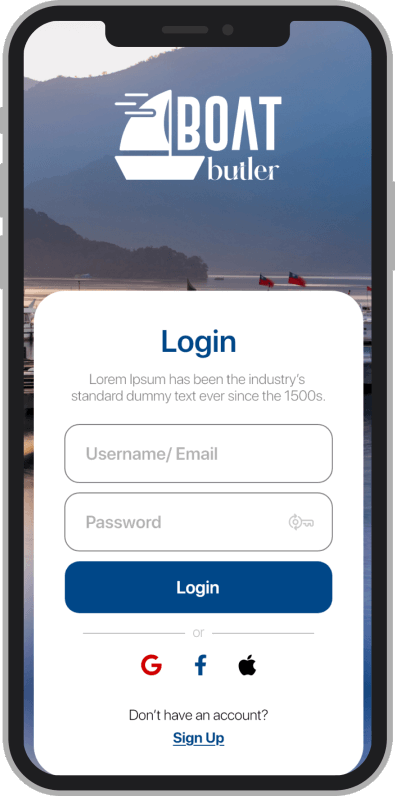 BOAT
butler
Login
Lorem Ipsum has been the industry's
standard dummy text ever since the 1500s.
Username/ Email
Password
Login
or
Don't have an account?
Sign Up